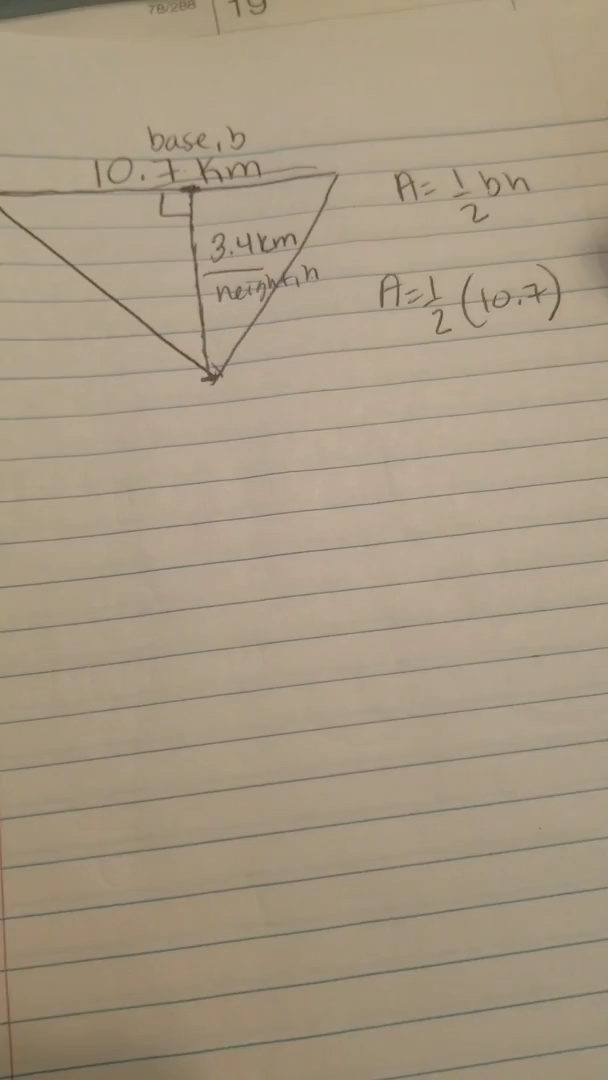 78/288
19
base, b
10.7 km
3.4 km
height, h
A = 1/2 bh
A = 1/2 (10.7)